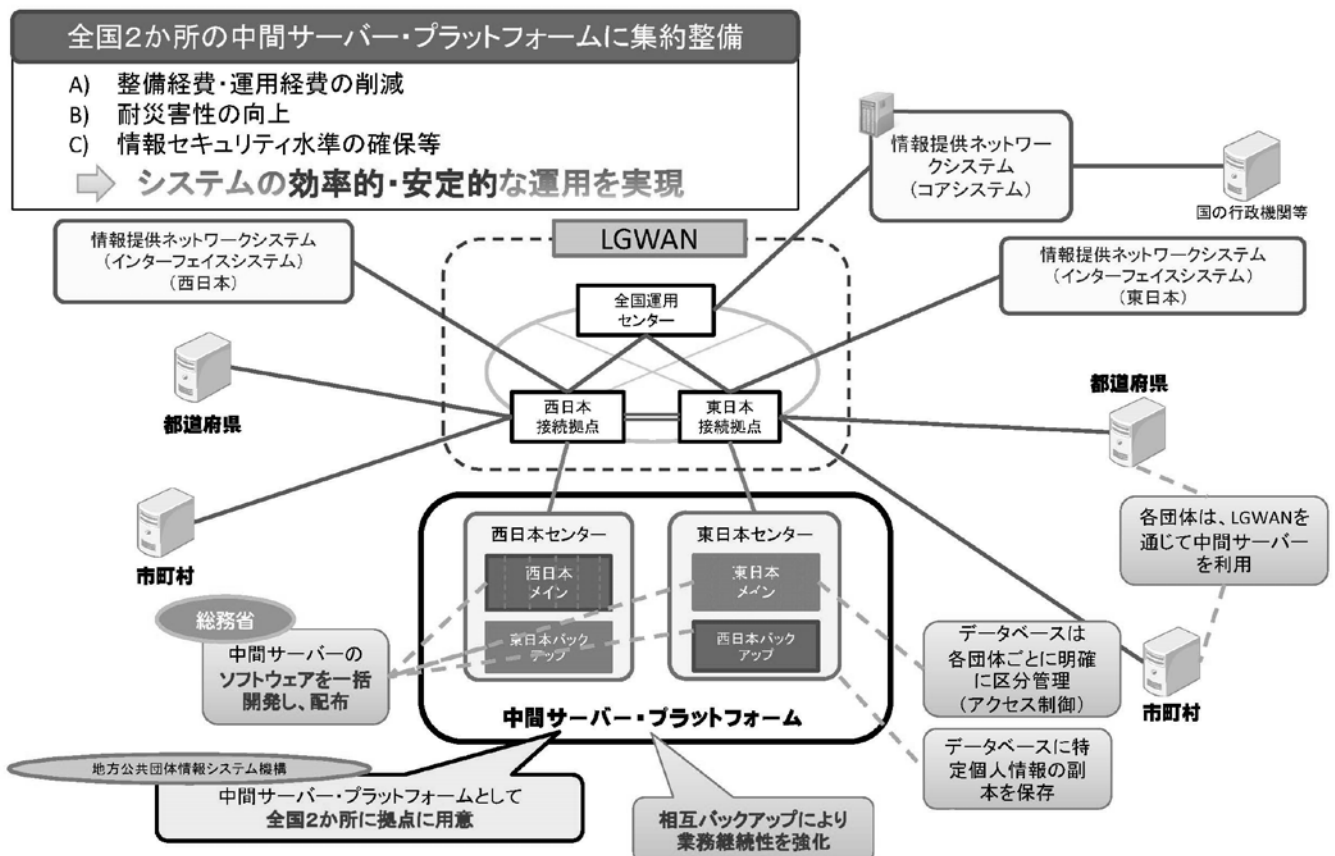 全国2か所の中間サーバー・プラットフォームに集約整備
A) 整備経費・運用経費の削減
B) 耐災害性の向上
C) 情報セキュリティ水準の確保等
システムの効率的・安定的な運用を実現
情報提供ネットワー
クシステム
(コアシステム)
国の行政機関等
LGWAN
情報提供ネットワークシステム
(インターフェイスシステム)
(西日本)
情報提供ネットワークシステム
(インターフェイスシステム)
(東日本)
全国運用
センター
都道府県
都道府県
西日本
接続拠点
東日本
接続拠点
市町村
西日本センター
西日本
メイン
東日本バック
アップ
東日本センター
東日本
メイン
西日本バック
アップ
各団体は、LGWANを
通じて中間サーバー
を利用
総務省
中間サーバーの
ソフトウェアを一括
開発し、配布
データベースは
各団体ごとに明確
に区分管理
(アクセス制御)
市町村
中間サーバー・プラットフォーム
データベースに特
定個人情報の副
本を保存
地方公共団体情報システム機構
中間サーバー・プラットフォームとして
全国2か所に拠点に用意
相互バックアップにより
業務継続性を強化